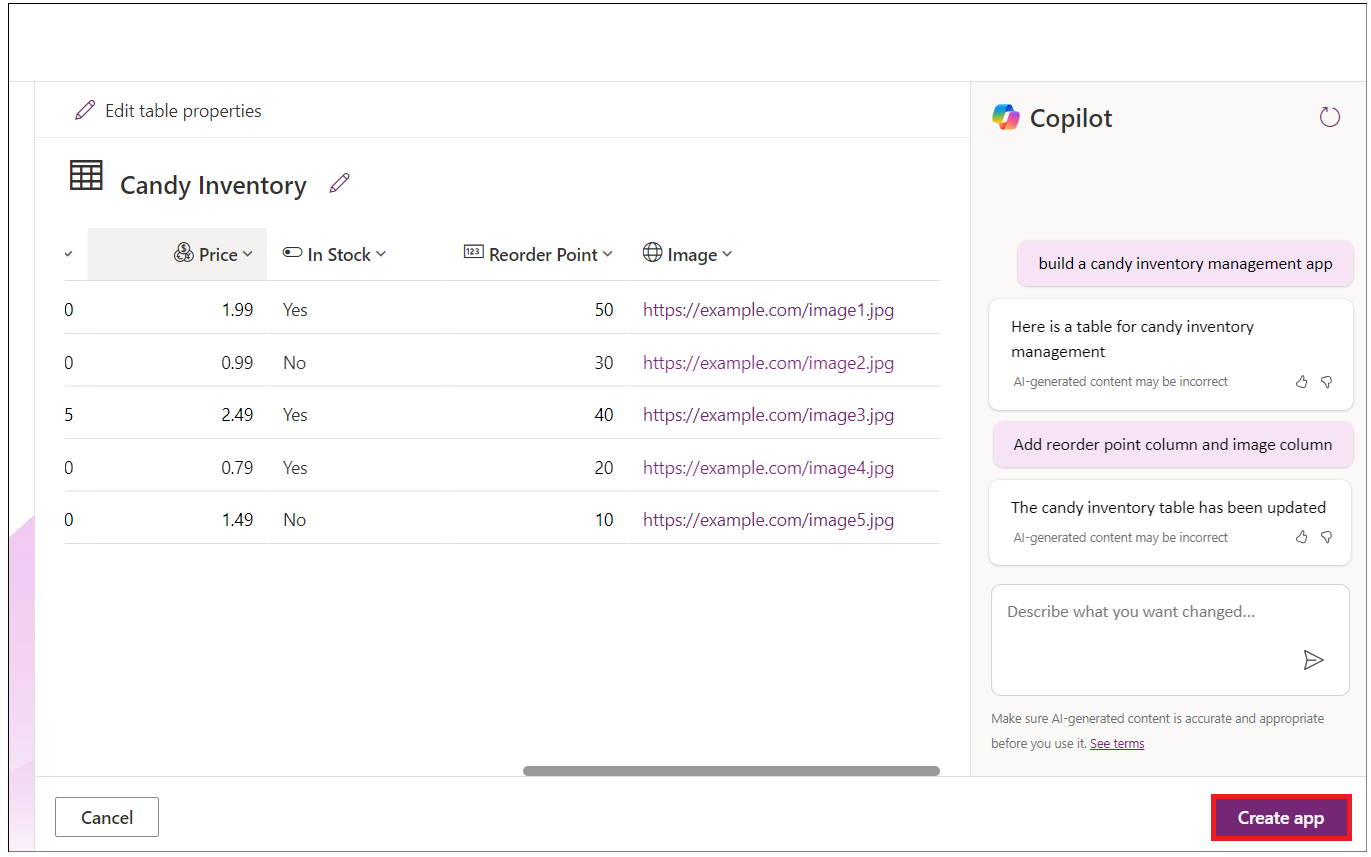 Edit table properties
Candy Inventory
Price In Stock 123 Reorder Point Image
0 1.99 Yes 50 https://example.com/image1.jpg
0 0.99 No 30 https://example.com/image2.jpg
5 2.49 Yes 40 https://example.com/image3.jpg
0 0.79 Yes 20 https://example.com/image4.jpg
0 1.49 No 10 https://example.com/image5.jpg
Copilot
build a candy inventory management app
Here is a table for candy inventory
management
AI-generated content may be incorrect
Add reorder point column and image column
The candy inventory table has been updated
AI-generated content may be incorrect
Describe what you want changed...
Make sure AI-generated content is accurate and appropriate
before you use it. See terms
Cancel
Create app